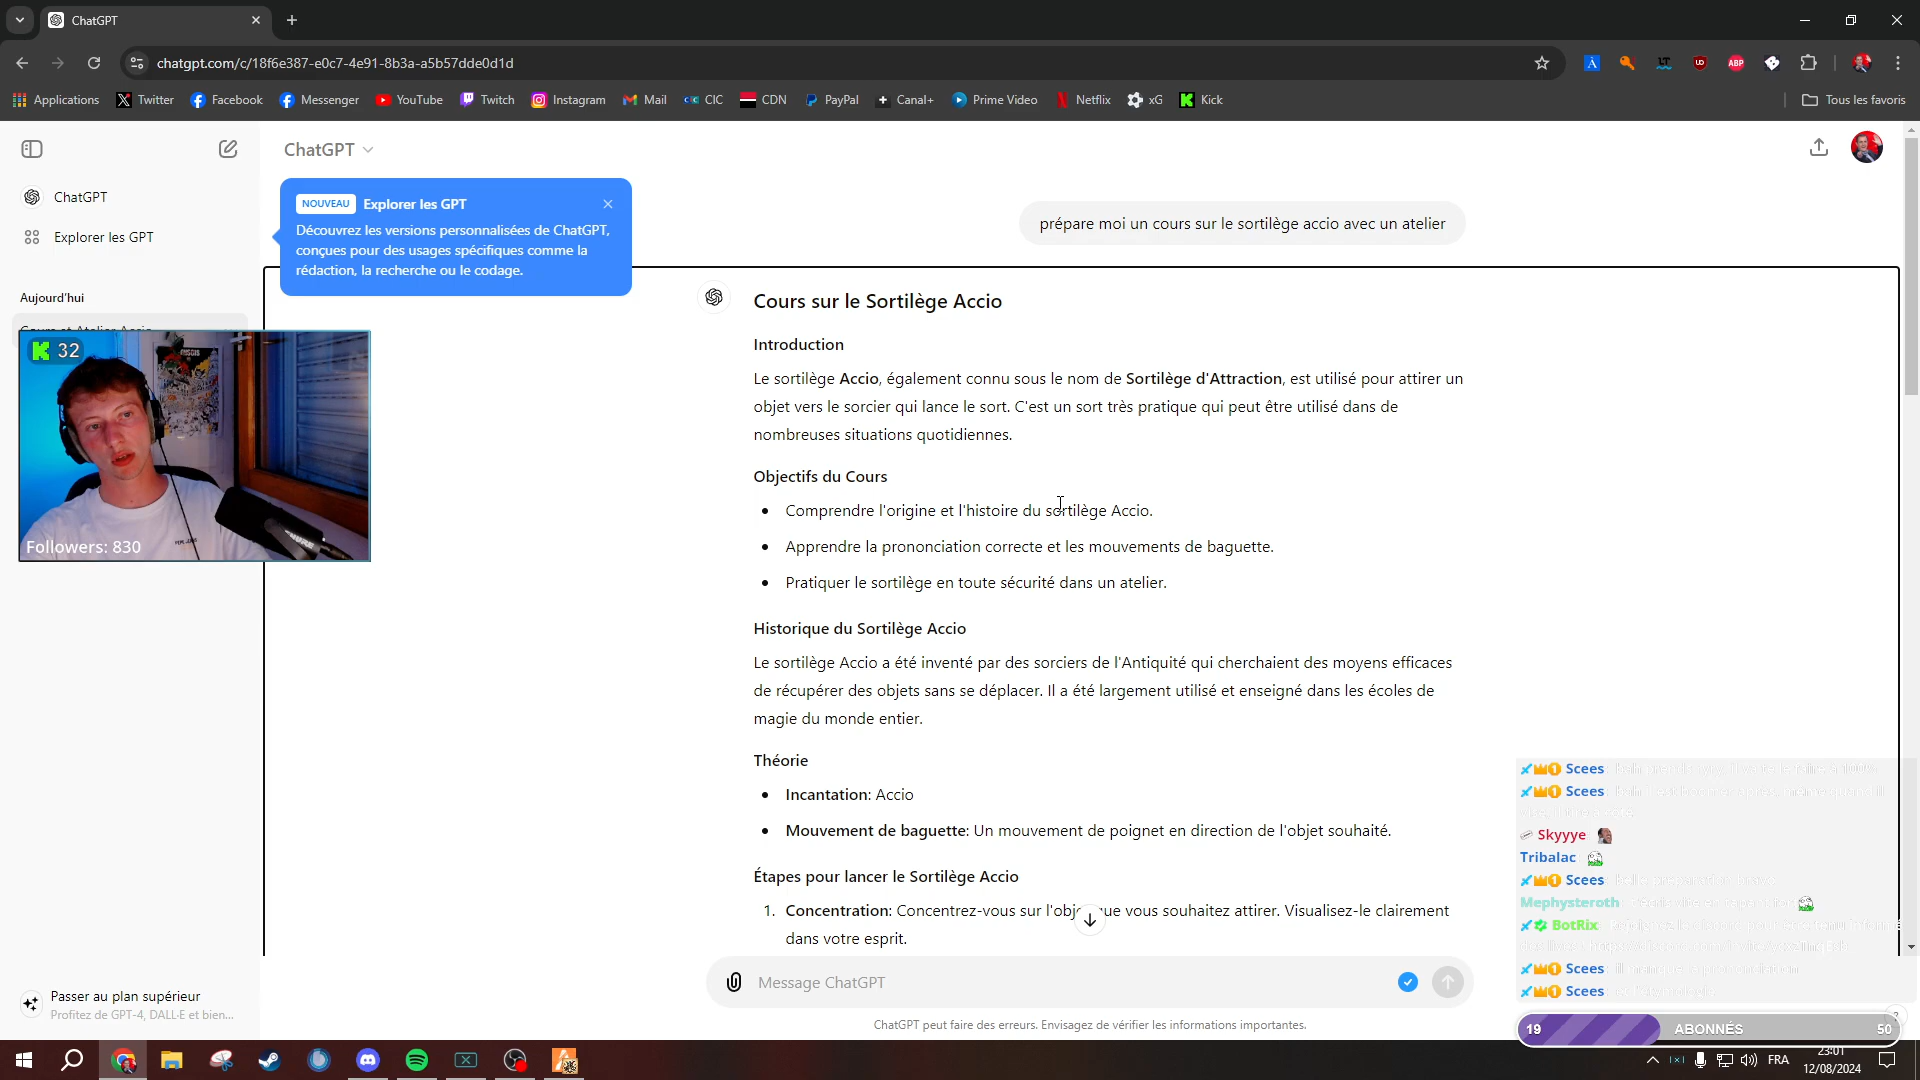 ChatGPT
chatgpt.com/c/18f6e387-e0c7-4e91-8b3a-a5b57dde0d1d
Applications
Twitter
Facebook
Messenger
YouTube
Twitch
Instagram
Mail
CIC
CDN
PayPal
Canal+
Prime Video
Netflix
xG
Kick
Tous les favoris
ChatGPT
Explorer les GPT
Aujourd'hui
Cours et Atelier Accio
K 32
Followers: 830
Passer au plan supérieur
Profitez de GPT-4, DALL·E et bien...
ChatGPT
NOUVEAU Explorer les GPT
Découvrez les versions personnalisées de ChatGPT,
conçues pour des usages spécifiques comme la
rédaction, la recherche ou le codage.
prépare moi un cours sur le sortilège accio avec un atelier
Cours sur le Sortilège Accio
Introduction
Le sortilège Accio, également connu sous le nom de Sortilège d'Attraction, est utilisé pour attirer un
objet vers le sorcier qui lance le sort. C'est un sort très pratique qui peut être utilisé dans de
nombreuses situations quotidiennes.
Objectifs du Cours
Comprendre l'origine et l'histoire du sortilège Accio.
Apprendre la prononciation correcte et les mouvements de baguette.
Pratiquer le sortilège en toute sécurité dans un atelier.
Historique du Sortilège Accio
Le sortilège Accio a été inventé par des sorciers de l'Antiquité qui cherchaient des moyens efficaces
de récupérer des objets sans se déplacer. Il a été largement utilisé et enseigné dans les écoles de
magie du monde entier.
Théorie
Incantation: Accio
Mouvement de baguette: Un mouvement de poignet en direction de l'objet souhaité.
Étapes pour lancer le Sortilège Accio
1. Concentration: Concentrez-vous sur l'obj que vous souhaitez attirer. Visualisez-le clairement
dans votre esprit.
Message ChatGPT
ChatGPT peut faire des erreurs. Envisagez de vérifier les informations importantes.
Scees
Scees
Skyyye
Tribalac
Scees
Mephysteroth
BotRix
Scees
Scees
19 ABONNÉS 50
FRA
23:01
12/08/2024